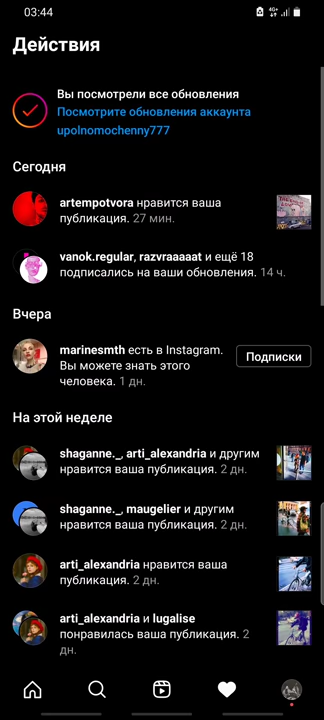 03:44
4G+
Действия
Вы посмотрели все обновления
Посмотрите обновления аккаунта
upolnomochenny777
Сегодня
artempotvora нравится ваша
публикация. 27 мин.
vanok.regular, razvraaaaat и ещё 18
подписались на ваши обновления. 14 ч.
Вчера
marinesmth есть в Instagram.
Вы можете знать этого
человека. 1 дн.
Подписки
На этой неделе
shaganne._, arti_alexandria и другим
нравится ваша публикация. 2 дн.
shaganne._, maugelier и другим
нравится ваша публикация. 2 дн.
arti_alexandria нравится ваша
публикация. 2 дн.
arti_alexandria и lugalise
понравилась ваша публикация. 2
дн.